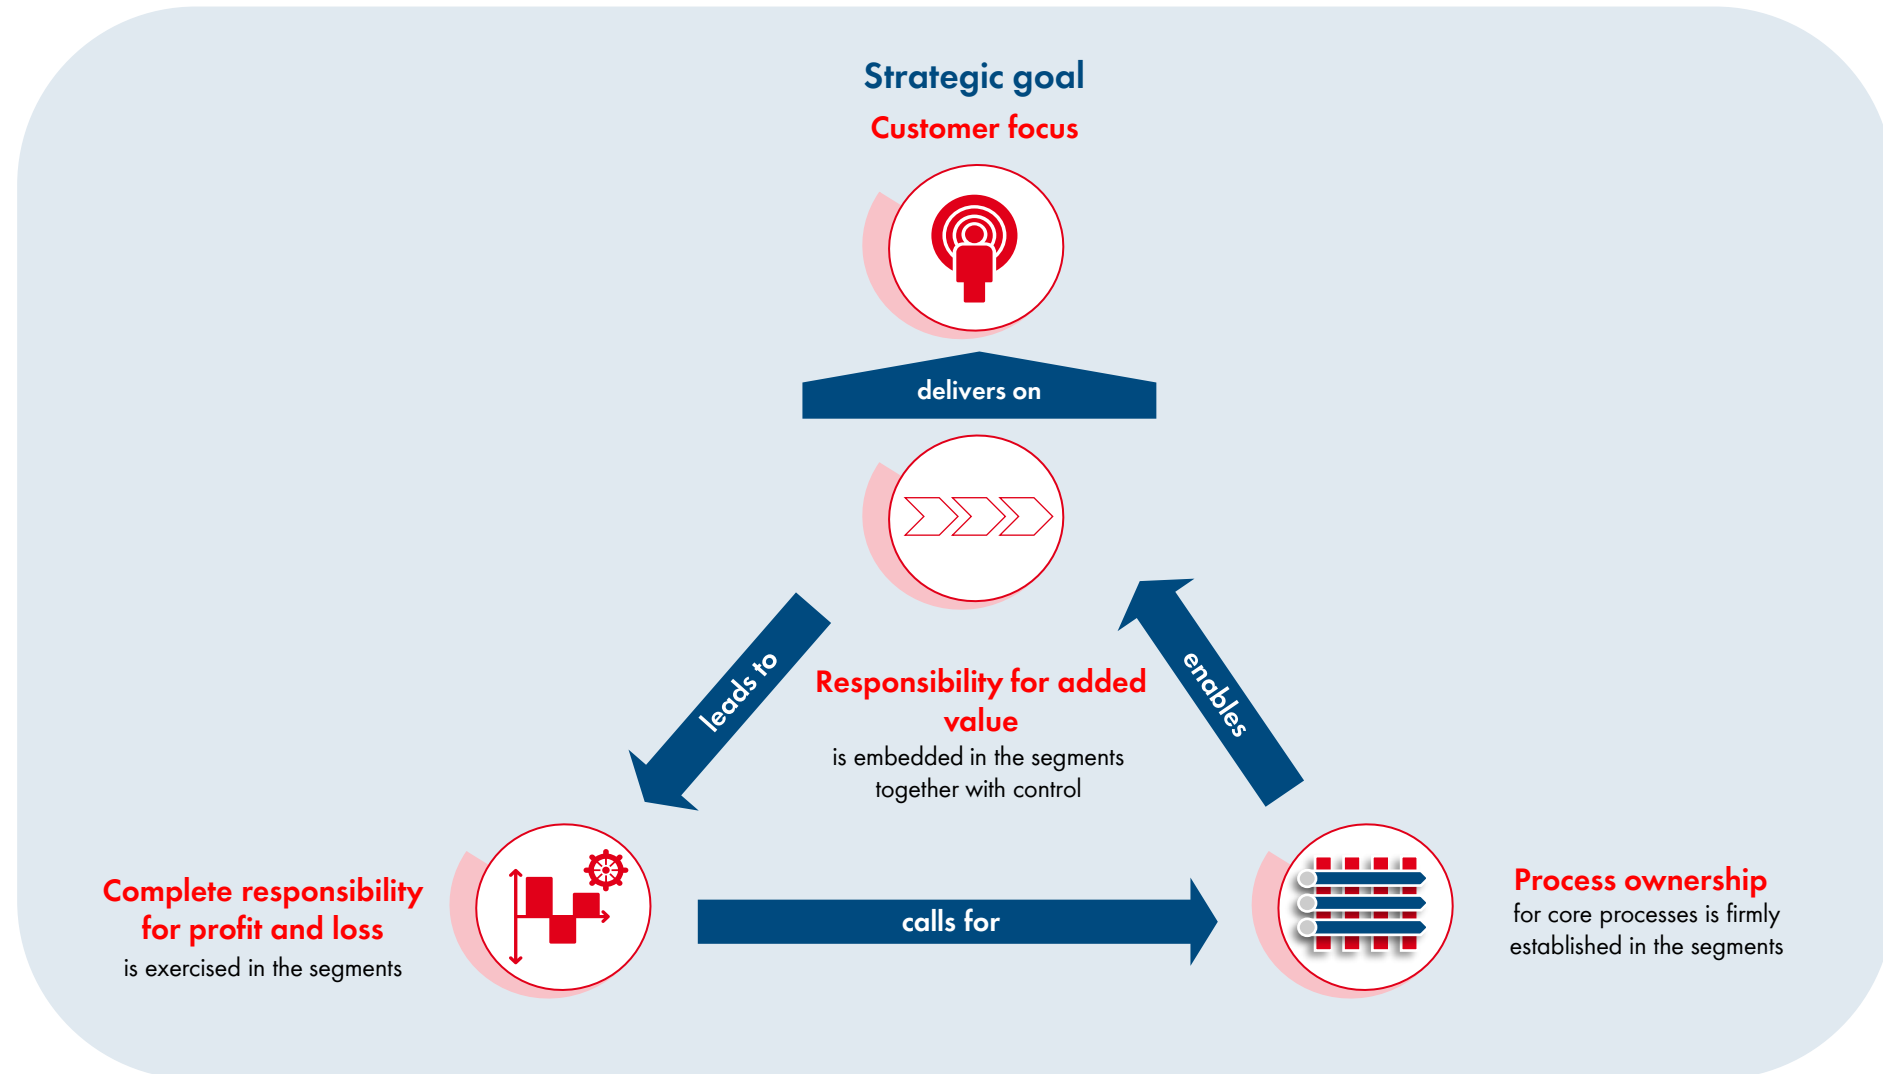 Strategic goal
Customer focus
delivers on
leads to
enables
Responsibility for added
value
is embedded in the segments
together with control
Complete responsibility
for profit and loss
is exercised in the segments
calls for
Process ownership
for core processes is firmly
established in the segments